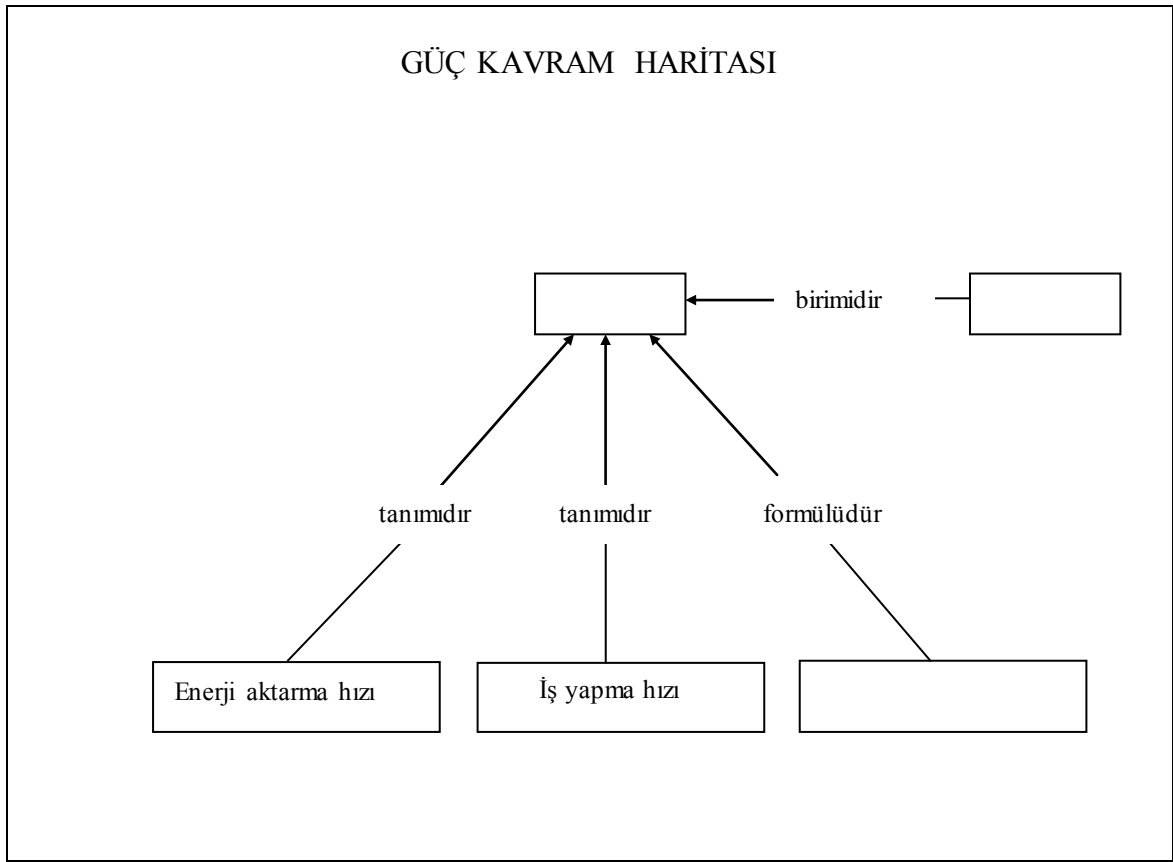 GÜÇ KAVRAM HARİTASI
birimidir
tanımıdır tanımıdır formülüdür
Enerji aktarma hızı İş yapma hızı